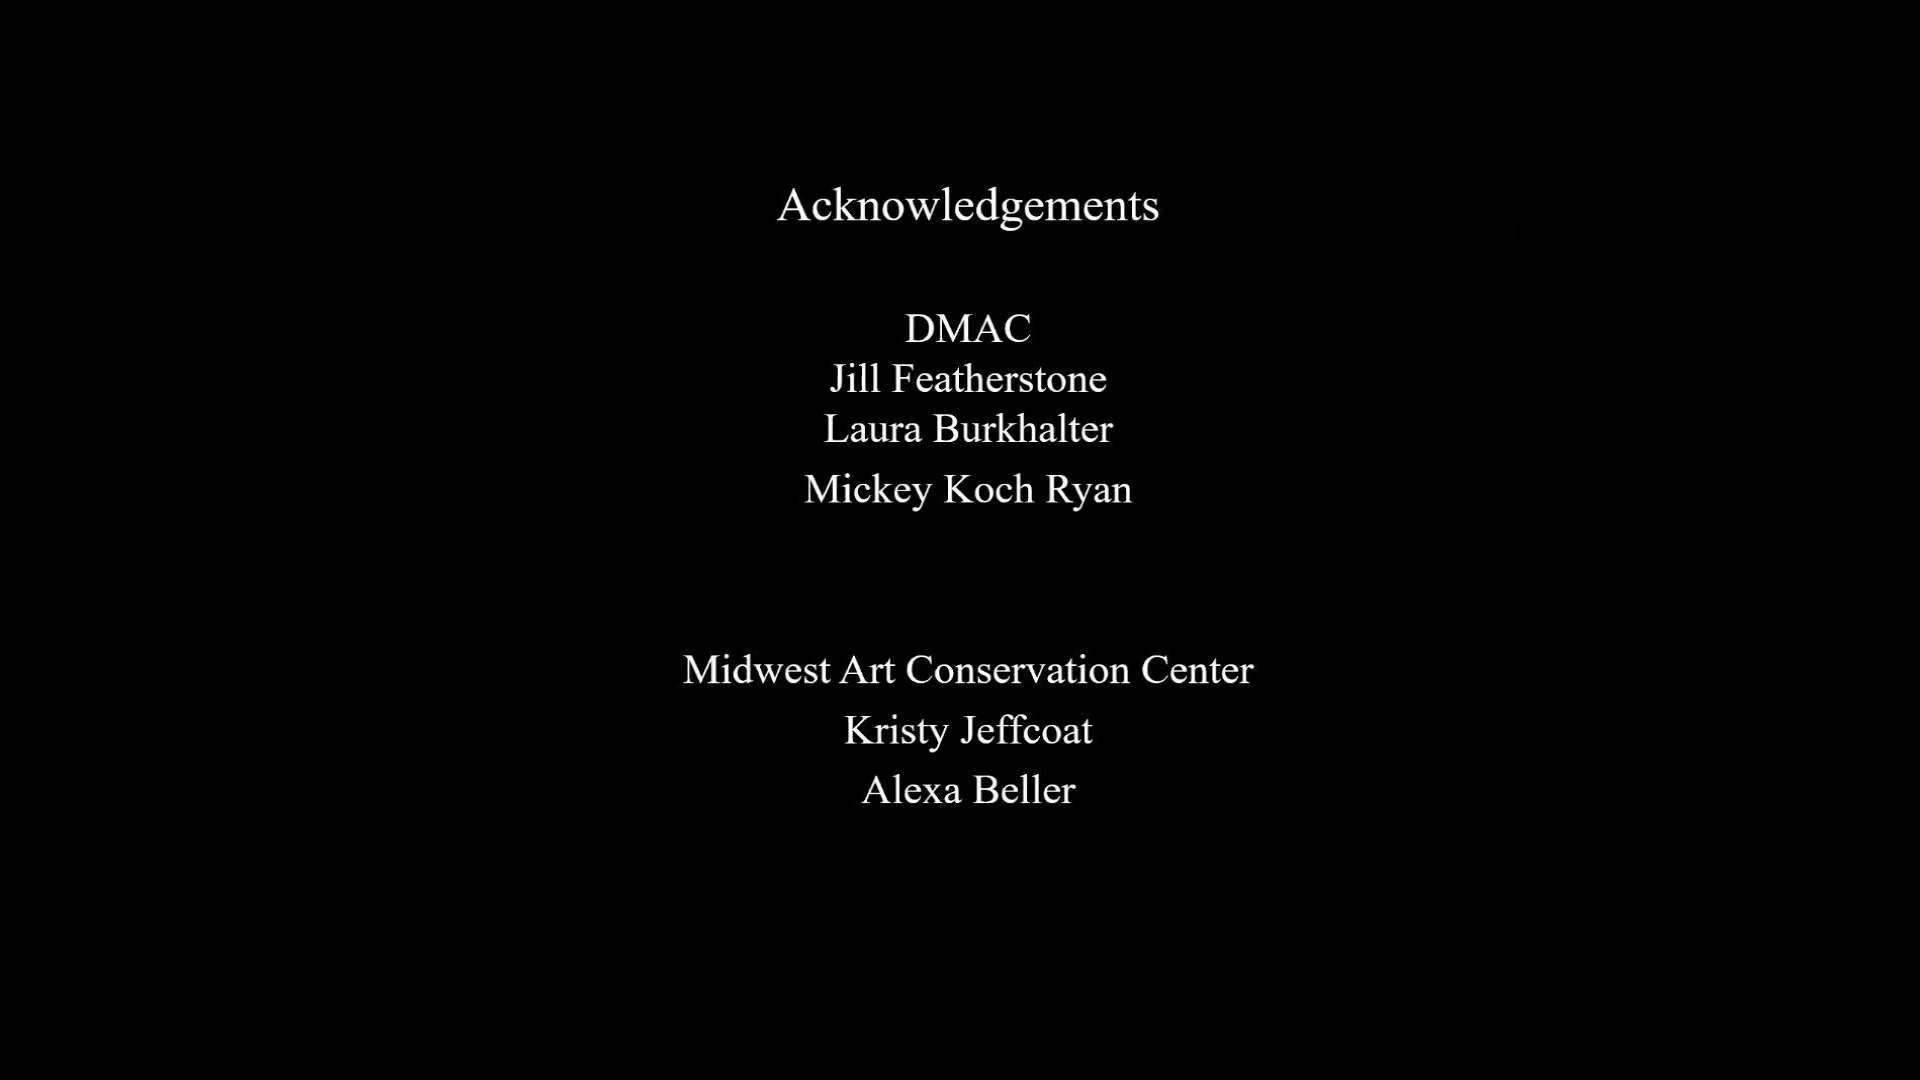 Acknowledgements
DMAC
Jill Featherstone
Laura Burkhalter
Mickey Koch Ryan
Midwest Art Conservation Center
Kristy Jeffcoat
Alexa Beller